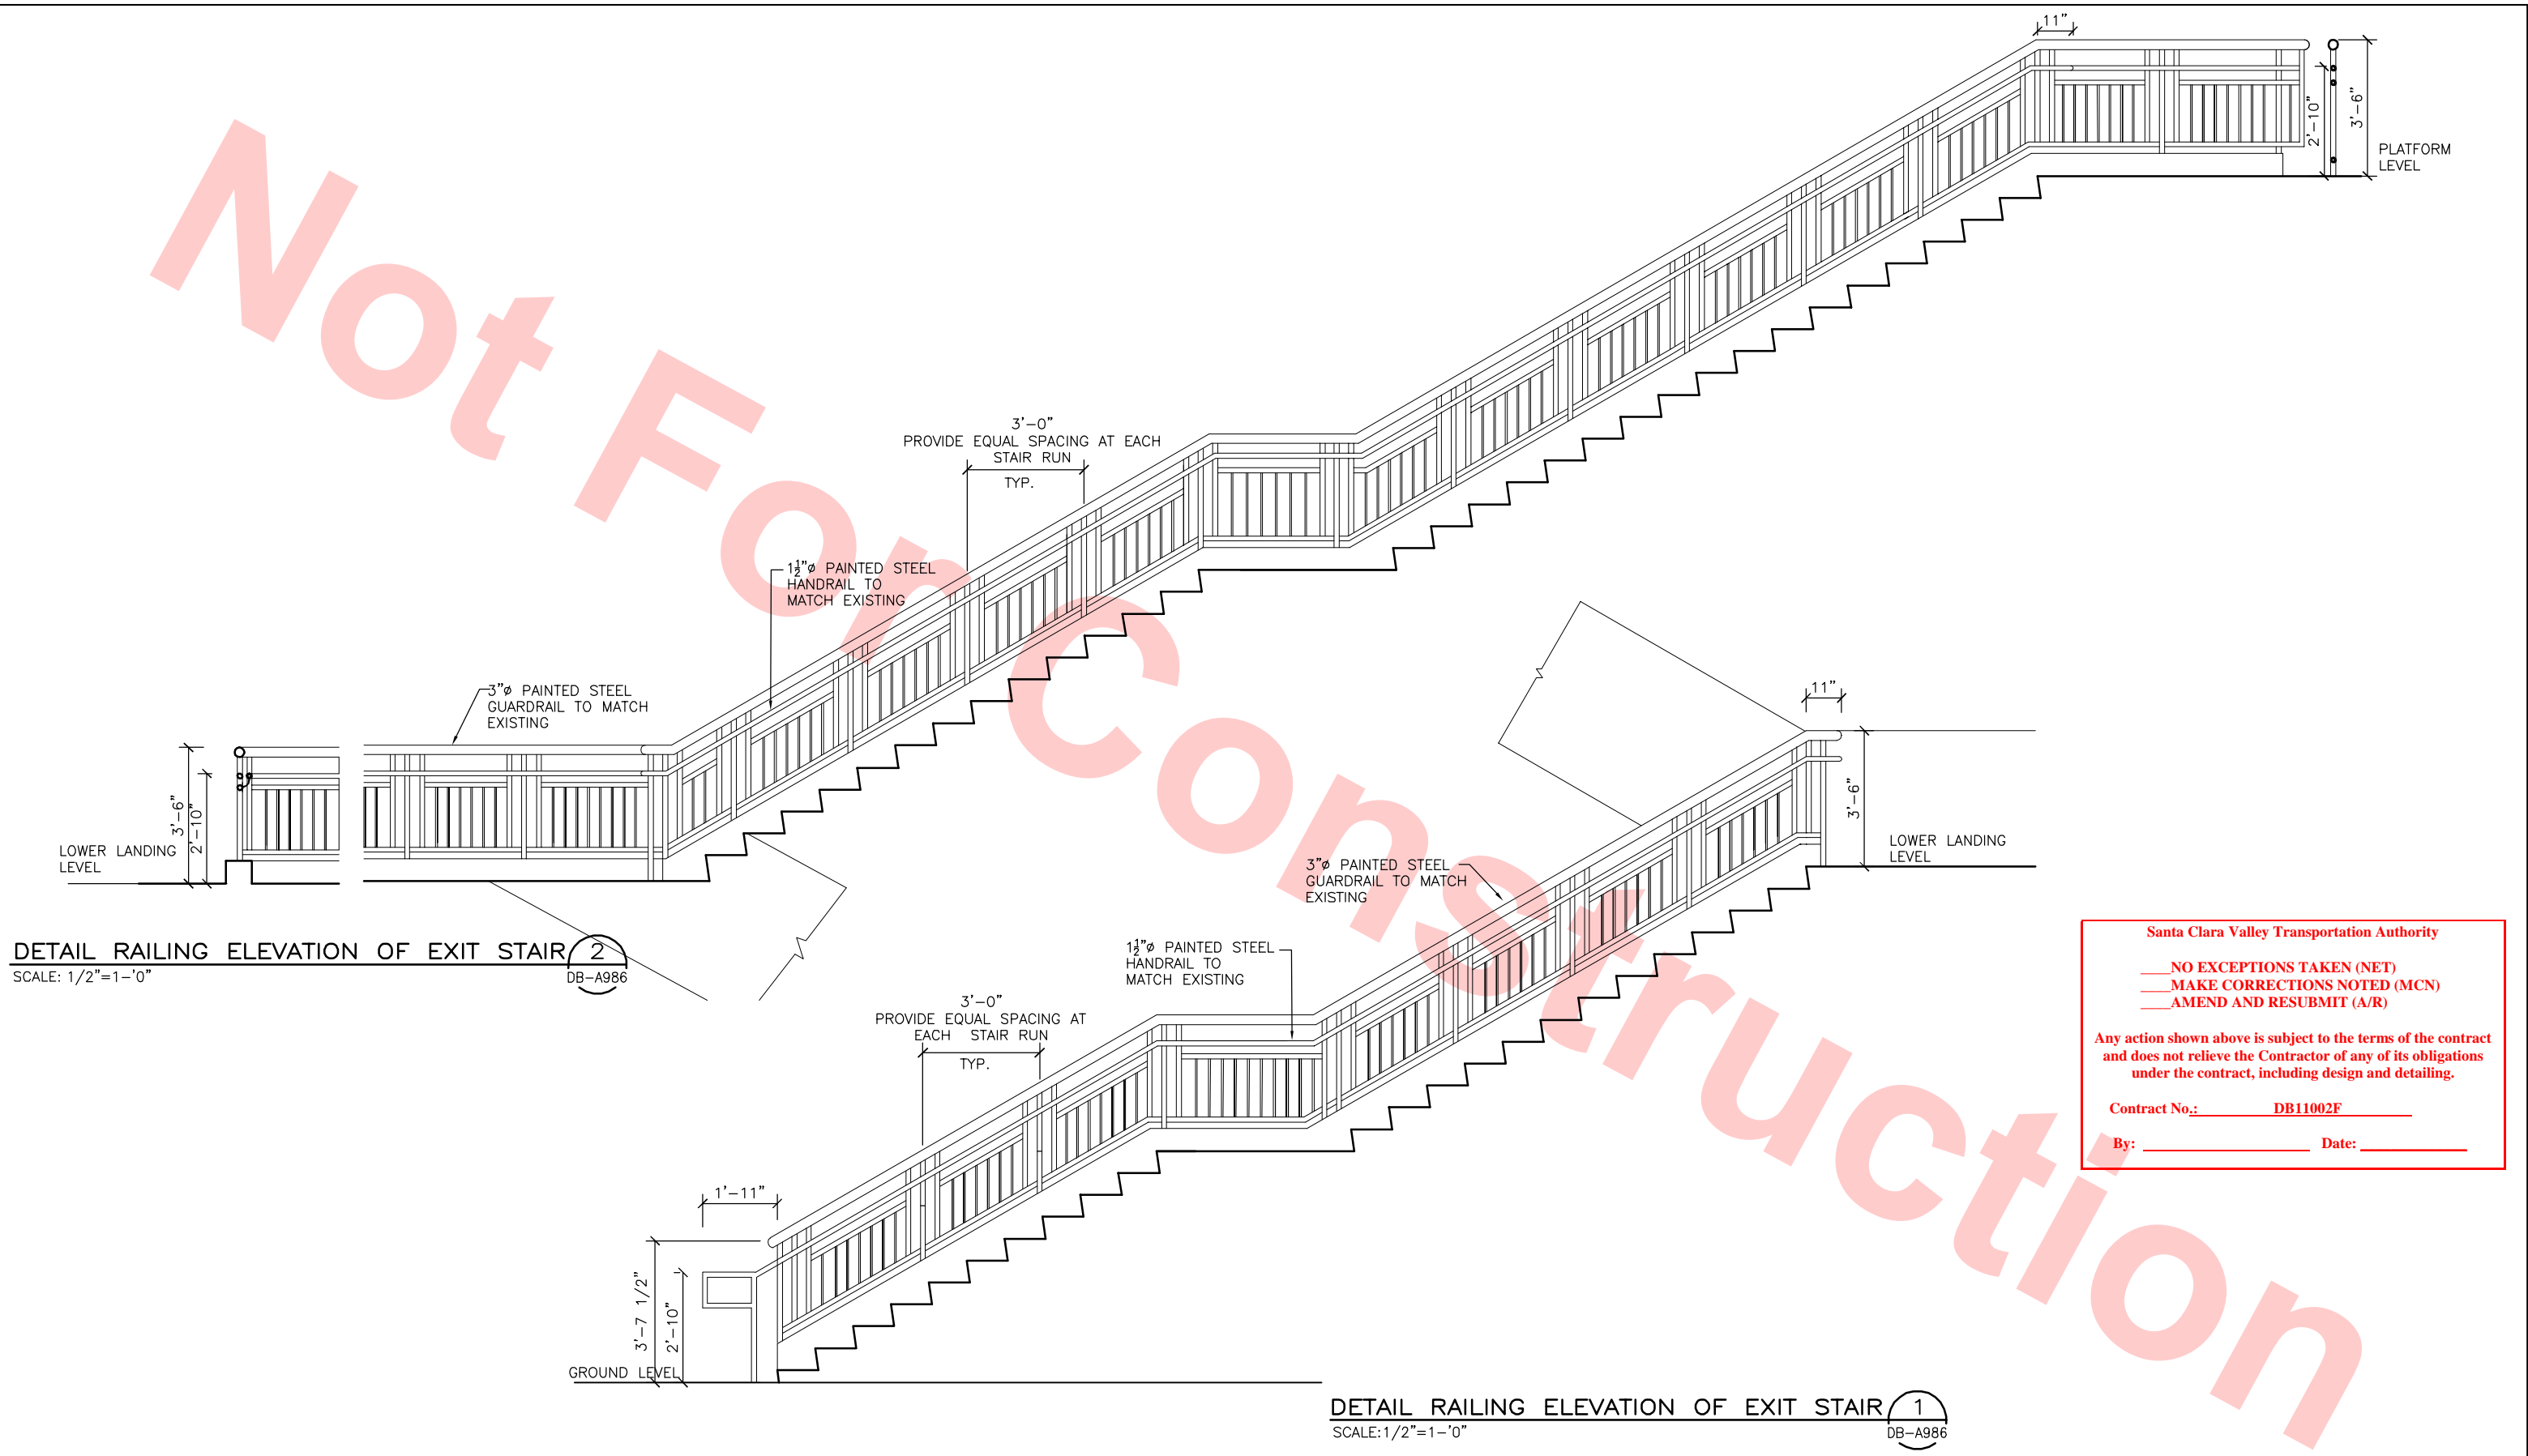 11"
2'-10"
3'-6"
PLATFORM
LEVEL
3'-0"
PROVIDE EQUAL SPACING AT EACH
STAIR RUN
TYP.
1½"ø PAINTED STEEL
HANDRAIL TO
MATCH EXISTING
3"ø PAINTED STEEL
GUARDRAIL TO MATCH
EXISTING
3'-6"
2'-10"
LOWER LANDING
LEVEL
DETAIL RAILING ELEVATION OF EXIT STAIR
2
SCALE: 1/2"=1-'0"
DB-A986
11"
3'-6"
LOWER LANDING
LEVEL
3"ø PAINTED STEEL
GUARDRAIL TO MATCH
EXISTING
1½"ø PAINTED STEEL
HANDRAIL TO
MATCH EXISTING
3'-0"
PROVIDE EQUAL SPACING AT
EACH STAIR RUN
TYP.
1'-11"
3'-7 1/2"
2'-10"
GROUND LEVEL
DETAIL RAILING ELEVATION OF EXIT STAIR
1
SCALE:1/2"=1-'0"
DB-A986
Santa Clara Valley Transportation Authority
____NO EXCEPTIONS TAKEN (NET)
____MAKE CORRECTIONS NOTED (MCN)
____AMEND AND RESUBMIT (A/R)
Any action shown above is subject to the terms of the contract
and does not relieve the Contractor of any of its obligations
under the contract, including design and detailing.
Contract No.: DB11002F
By: ____________ Date: ____________
Not For Construction